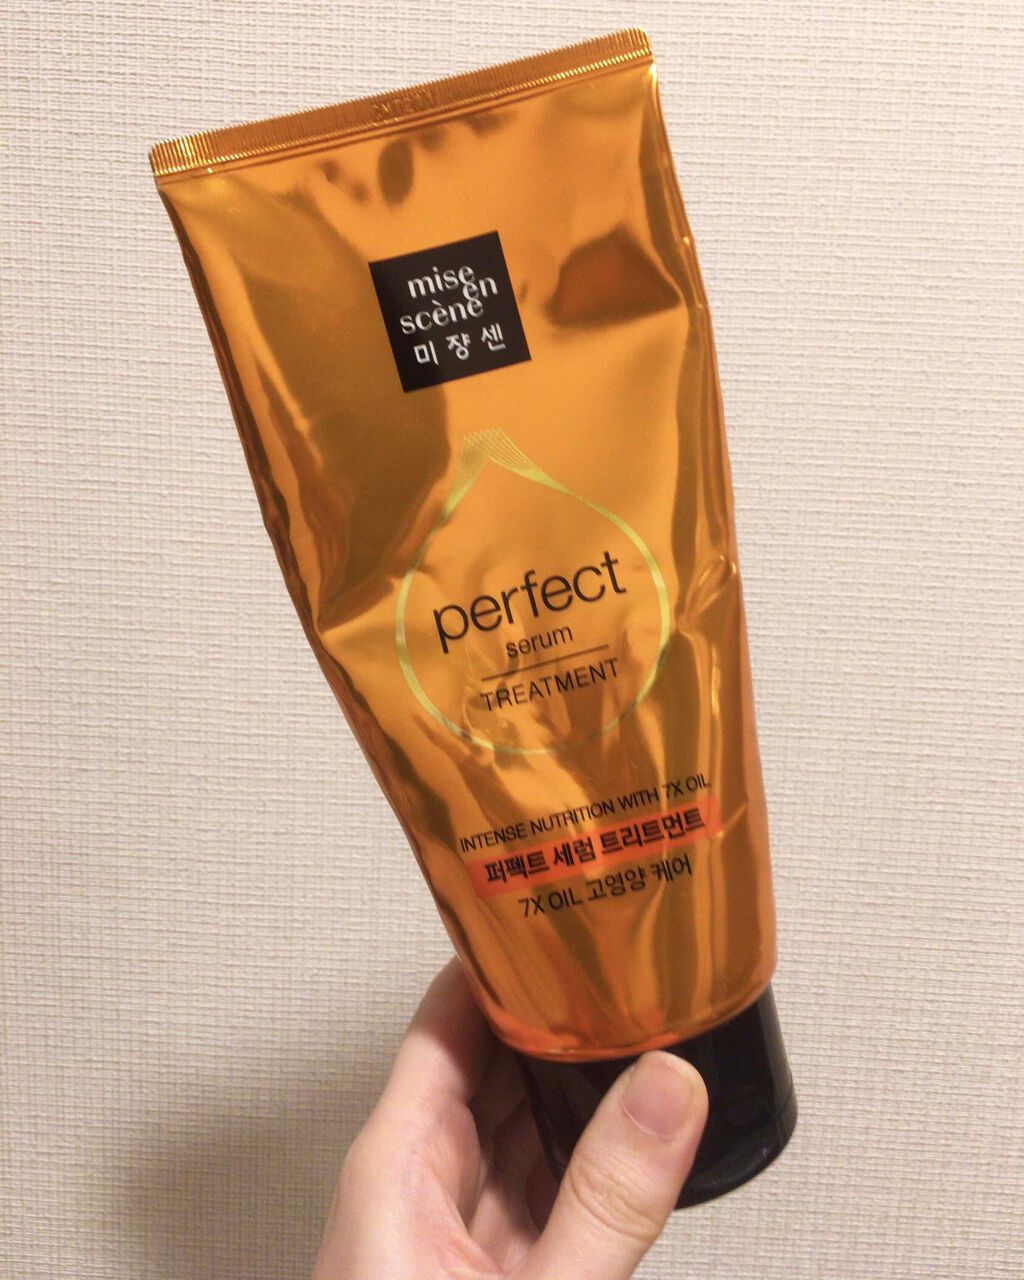 mise
en
scène
미쟝센
perfect
serum
TREATMENT
INTENSE NUTRITION WITH 7X OIL
퍼펙트 세럼 트리트먼트
7X OIL 고영양 케어